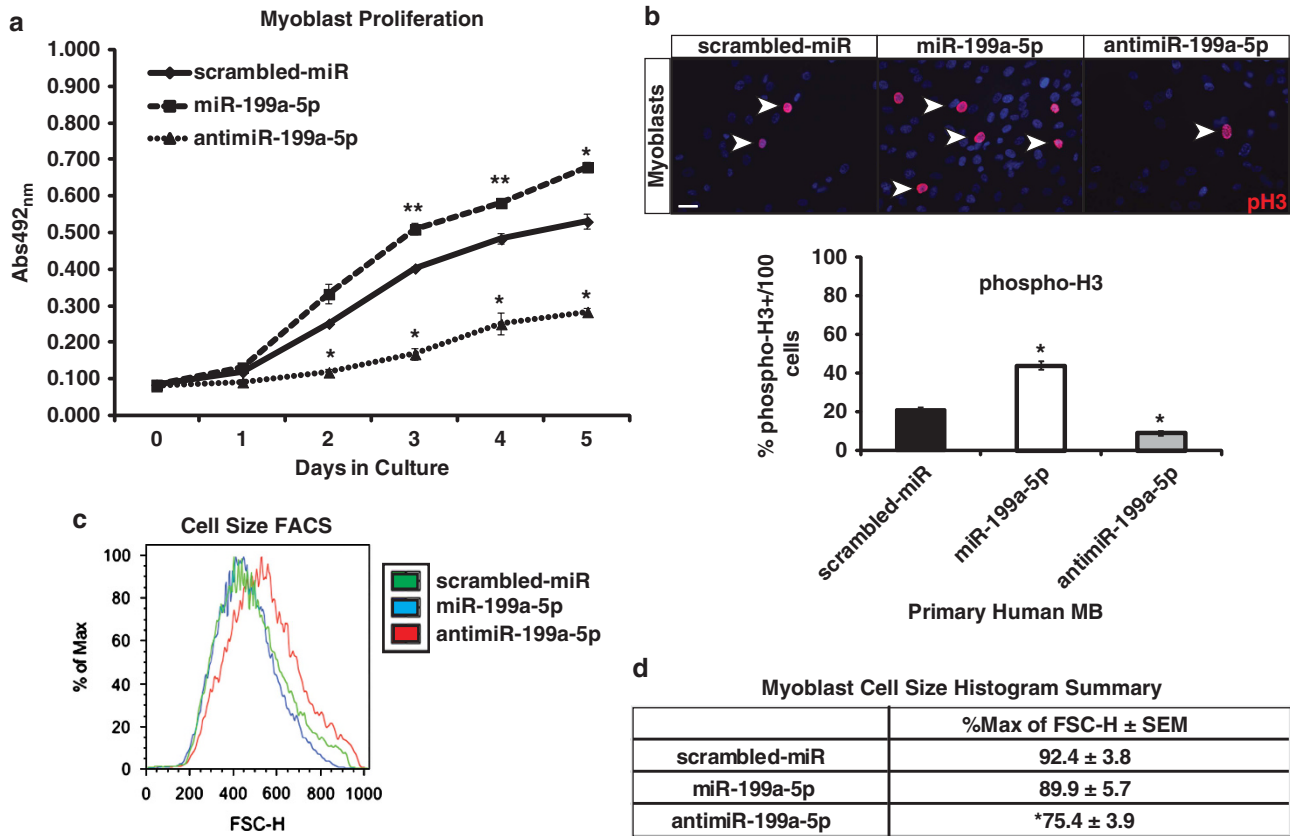 a
Myoblast Proliferation
1.000
0.900
0.800
0.700
0.600
0.500
0.400
0.300
0.200
0.100
0.000
Abs492nm
scrambled-miR
miR-199a-5p
antimiR-199a-5p
** ** *
* * * *
0 1 2 3 4 5
Days in Culture
b
scrambled-miR miR-199a-5p antimiR-199a-5p
Myoblasts
pH3
phospho-H3
% phospho-H3+/100
cells
100
80
60
40
20
0
*
*
scrambled-miR
miR-199a-5p
antimiR-199a-5p
Primary Human MB
c
Cell Size FACS
% of Max
100
80
60
40
20
0
0 200 400 600 800 1000
FSC-H
scrambled-miR
miR-199a-5p
antimiR-199a-5p
d
Myoblast Cell Size Histogram Summary
%Max of FSC-H ± SEM
scrambled-miR 92.4 ± 3.8
miR-199a-5p 89.9 ± 5.7
antimiR-199a-5p *75.4 ± 3.9